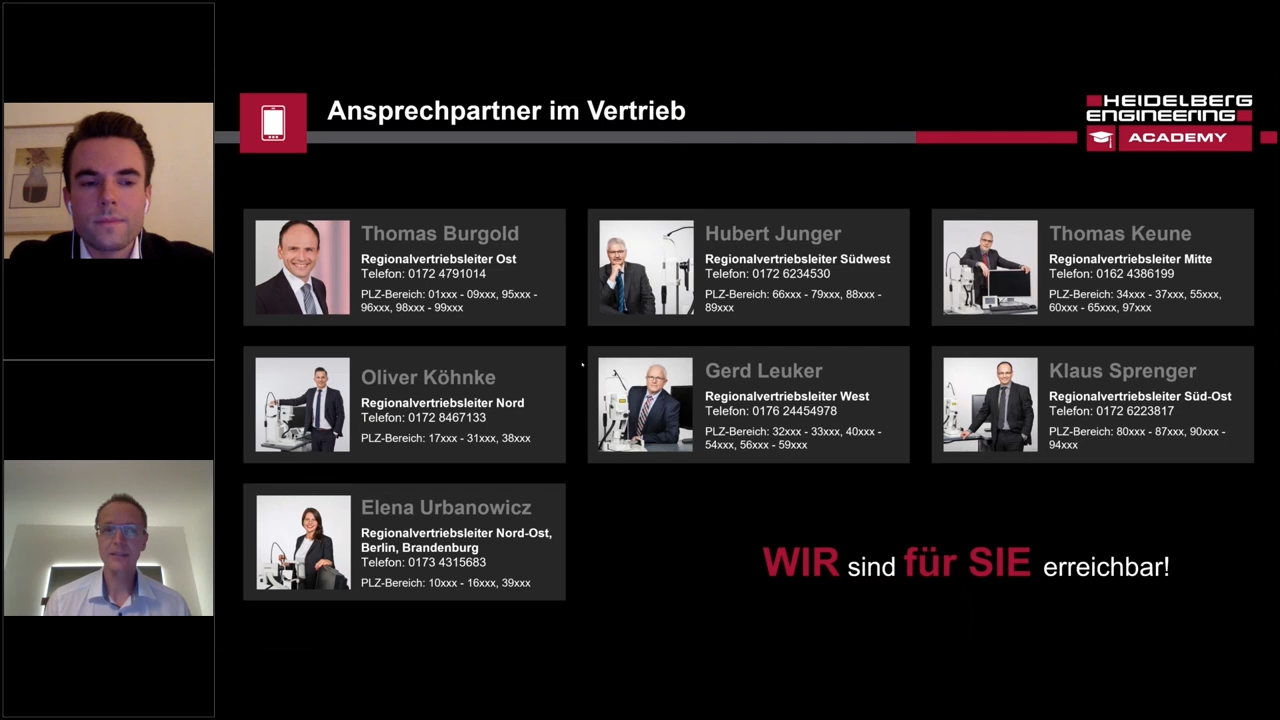 Ansprechpartner im Vertrieb
HEIDELBERG
ENGINEERING
ACADEMY
Thomas Burgold
Regionalvertriebsleiter Ost
Telefon: 0172 4791014
PLZ-Bereich: 01xxx - 09xxx, 95xxx -
96xxx, 98xxx - 99xxx
Hubert Junger
Regionalvertriebsleiter Südwest
Telefon: 0172 6234530
PLZ-Bereich: 66xxx - 79xxx, 88xxx -
89xxx
Thomas Keune
Regionalvertriebsleiter Mitte
Telefon: 0162 4386199
PLZ-Bereich: 34xxx - 37xxx, 55xxx,
60xxx - 65xxx, 97xxx
Oliver Köhnke
Regionalvertriebsleiter Nord
Telefon: 0172 8467133
PLZ-Bereich: 17xxx - 31xxx, 38xxx
Gerd Leuker
Regionalvertriebsleiter West
Telefon: 0176 24454978
PLZ-Bereich: 32xxx - 33xxx, 40xxx -
54xxx, 56xxx - 59xxx
Klaus Sprenger
Regionalvertriebsleiter Süd-Ost
Telefon: 0172 6223817
PLZ-Bereich: 80xxx - 87xxx, 90xxx -
94xxx
Elena Urbanowicz
Regionalvertriebsleiter Nord-Ost,
Berlin, Brandenburg
Telefon: 0173 4315683
PLZ-Bereich: 10xxx - 16xxx, 39xxx
WIR sind für SIE erreichbar!